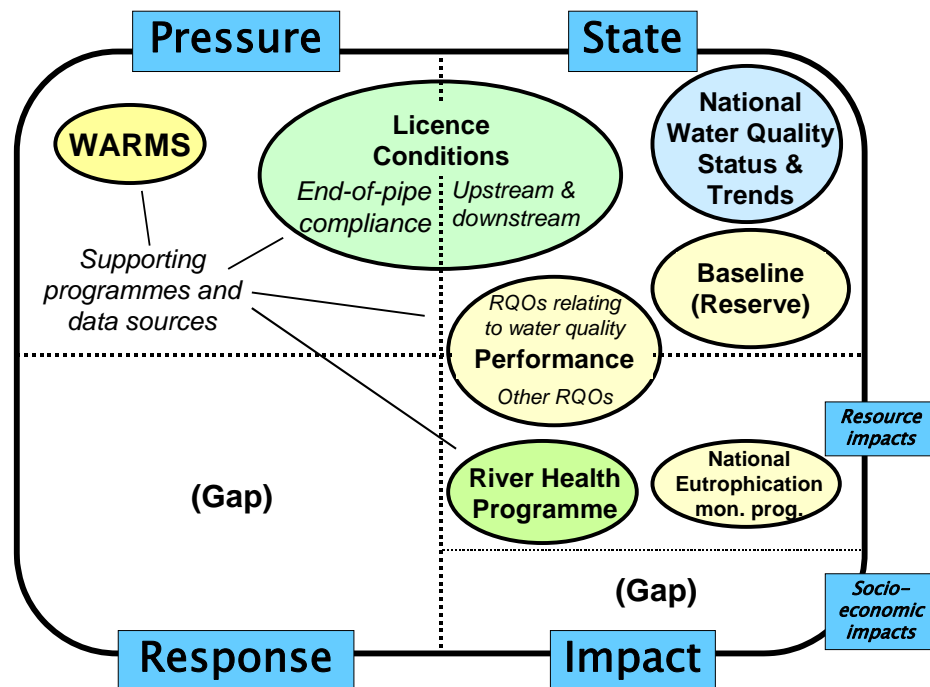 Pressure
State
WARMS
Licence
Conditions
End-of-pipe
compliance
Upstream &
downstream
National
Water Quality
Status &
Trends
Supporting
programmes and
data sources
Baseline
(Reserve)
RQOs relating
to water quality
Performance
Other RQOs
Resource
impacts
(Gap)
River Health
Programme
National
Eutrophication
mon. prog.
(Gap)
Socio-
economic
impacts
Response
Impact